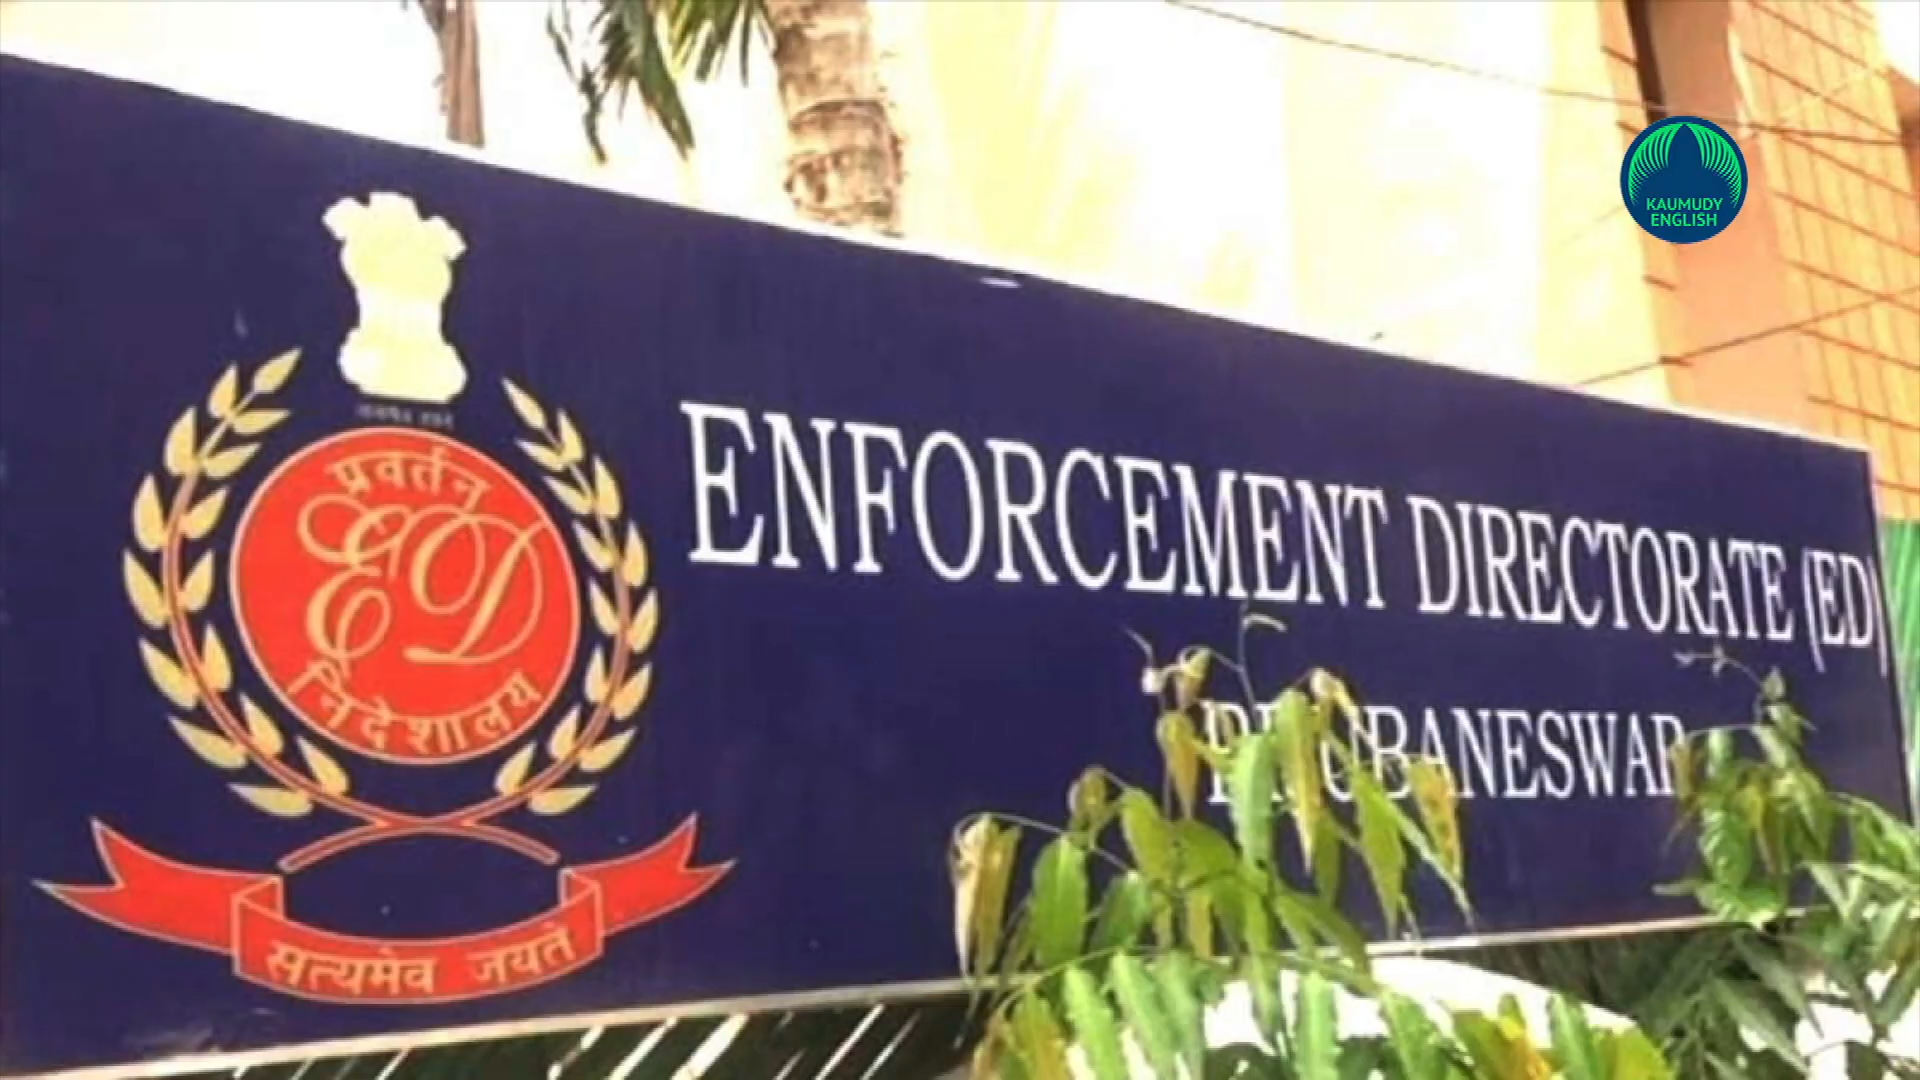 KAUMUDY
ENGLISH
प्रवर्तन
ED
निदेशालय
सत्यमेव जयते
ENFORCEMENT DIRECTORATE (ED)